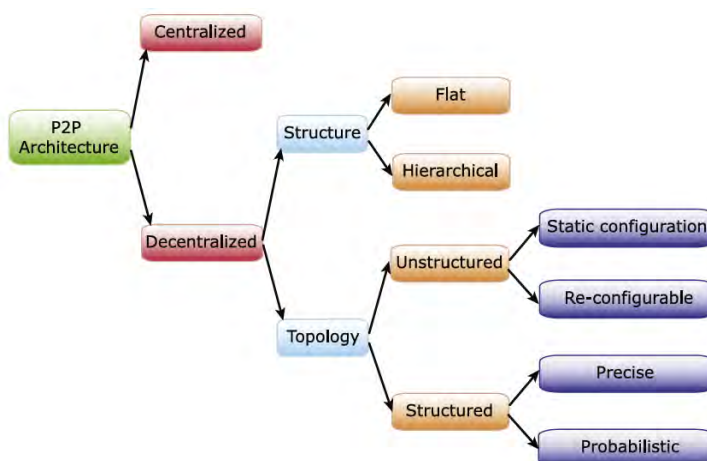 Centralized
P2P
Architecture
Decentralized
Structure
Topology
Flat
Hierarchical
Unstructured
Structured
Static configuration
Re-configurable
Precise
Probabilistic